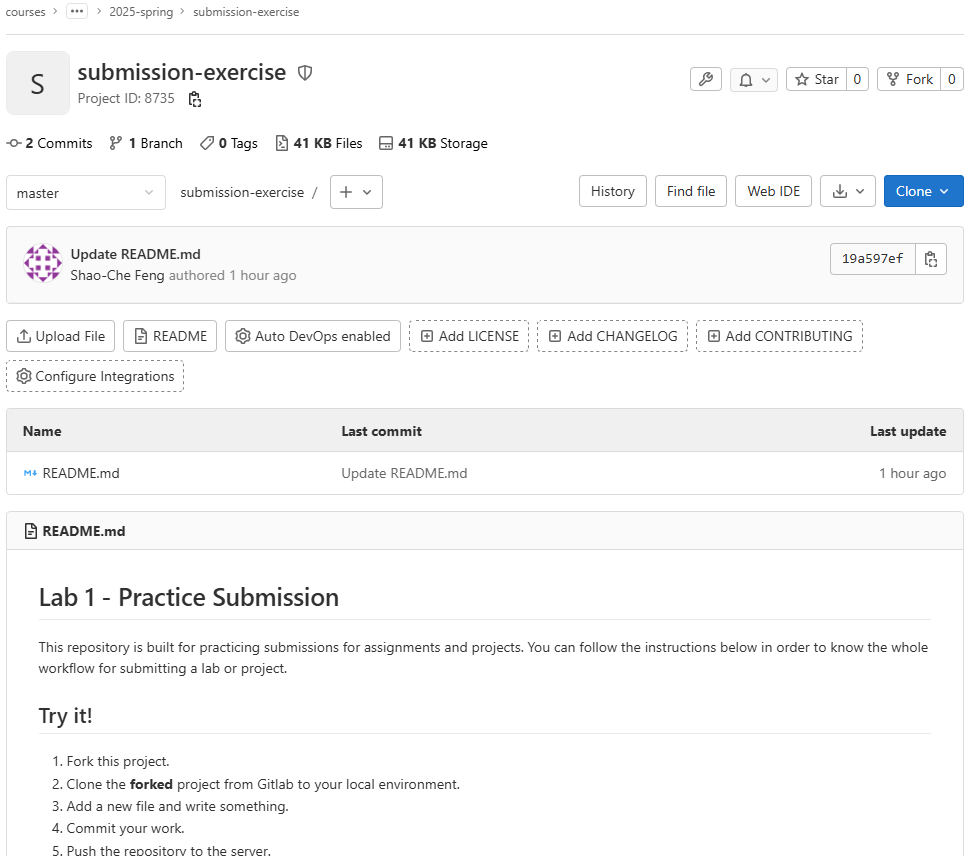 courses > ••• > 2025-spring > submission-exercise
S
submission-exercise
Project ID: 8735
Star 0
Fork 0
2 Commits 1 Branch 0 Tags 41 KB Files 41 KB Storage
master
submission-exercise /
History
Find file
Web IDE
Clone
Update README.md
Shao-Che Feng authored 1 hour ago
19a597ef
Upload File
README
Auto DevOps enabled
Add LICENSE
Add CHANGELOG
Add CONTRIBUTING
Configure Integrations
Name Last commit Last update
README.md Update README.md 1 hour ago
README.md
Lab 1 - Practice Submission
This repository is built for practicing submissions for assignments and projects. You can follow the instructions below in order to know the whole
workflow for submitting a lab or project.
Try it!
1. Fork this project.
2. Clone the forked project from Gitlab to your local environment.
3. Add a new file and write something.
4. Commit your work.
5. Push the repository to the server.